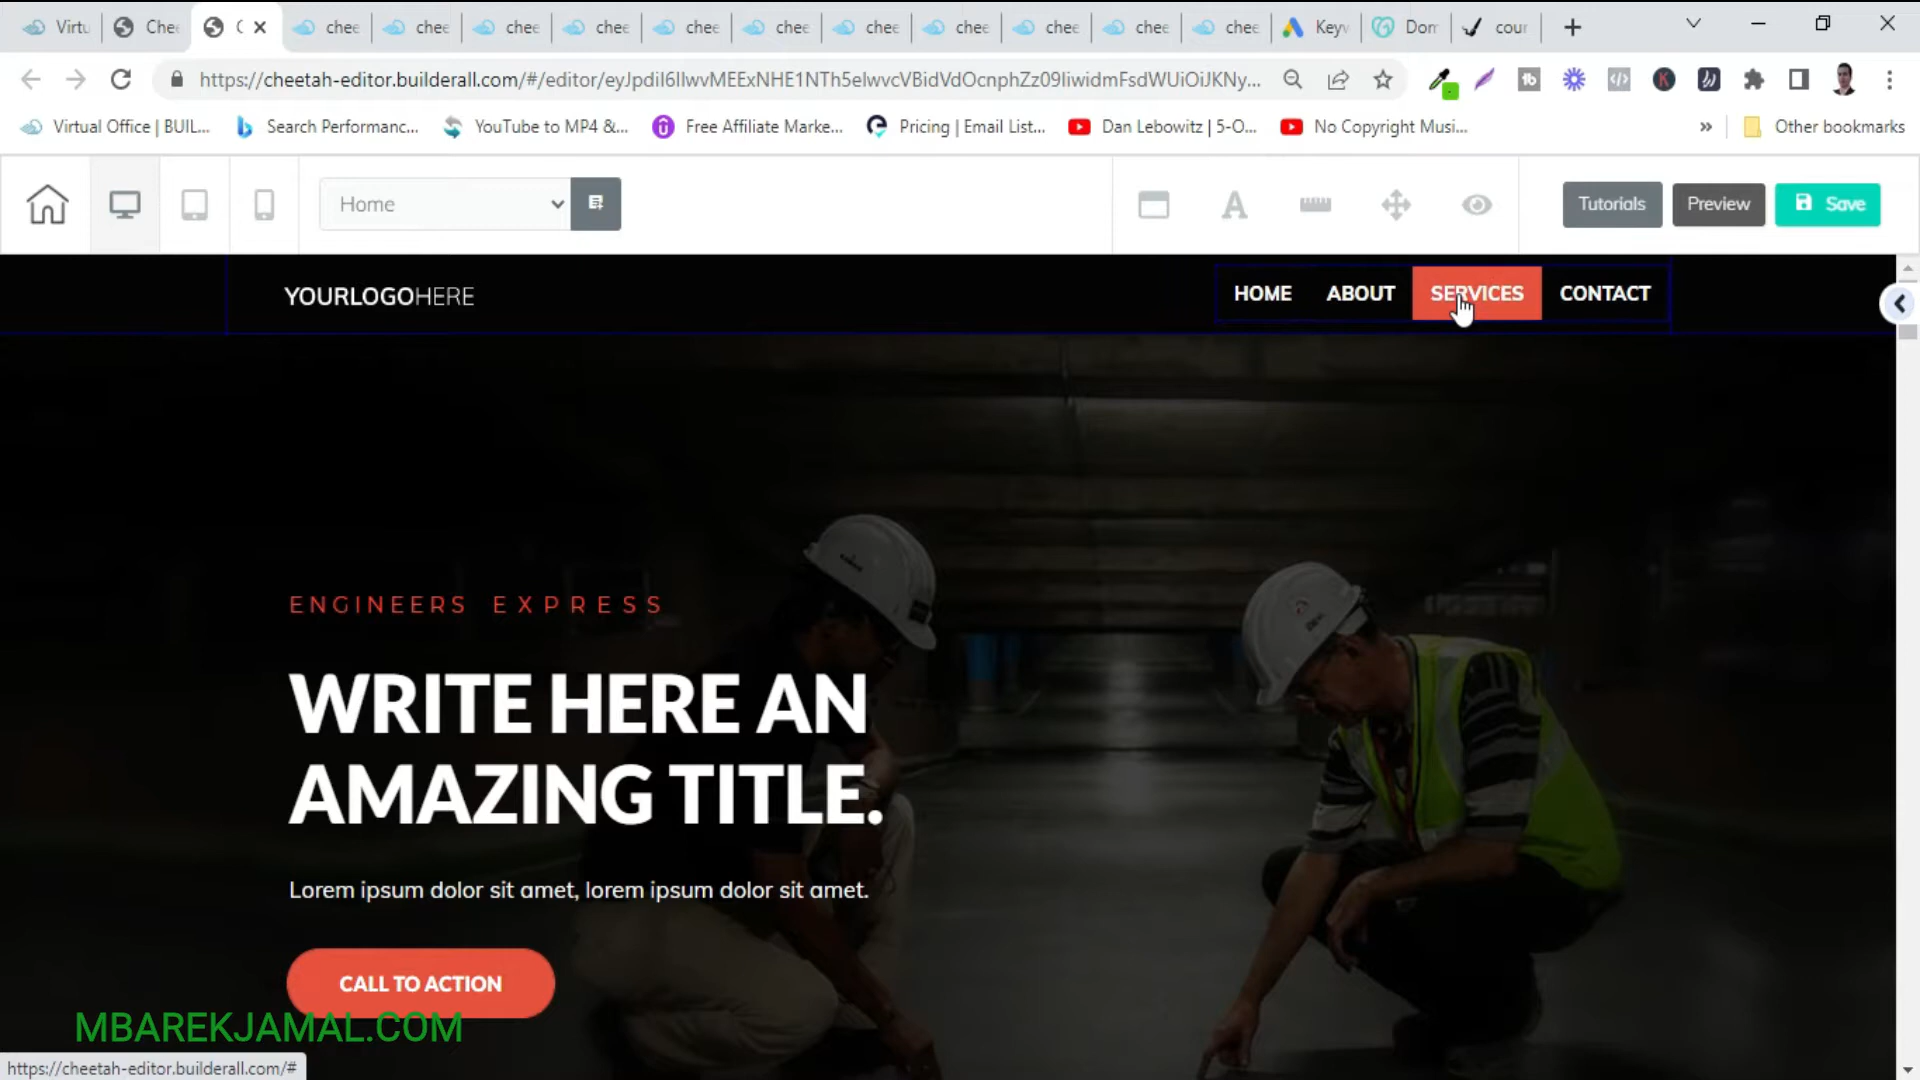 Virtu
Chee
C
chee
chee
chee
chee
chee
chee
chee
chee
chee
chee
chee
Keyv
Dom
cour
https://cheetah-editor.builderall.com/#/editor/
Virtual Office | BUIL...
Search Performanc...
YouTube to MP4 &...
Free Affiliate Marke...
Pricing | Email List...
Dan Lebowitz | 5-O...
No Copyright Musi...
»
Other bookmarks
Home
A
Tutorials
Preview
Save
YOURLOGOHERE
HOME
ABOUT
SERVICES
CONTACT
ENGINEERS EXPRESS
WRITE HERE AN
AMAZING TITLE.
Lorem ipsum dolor sit amet, lorem ipsum dolor sit amet.
CALL TO ACTION
MBAREKJAMAL.COM
https://cheetah-editor.builderall.com/#